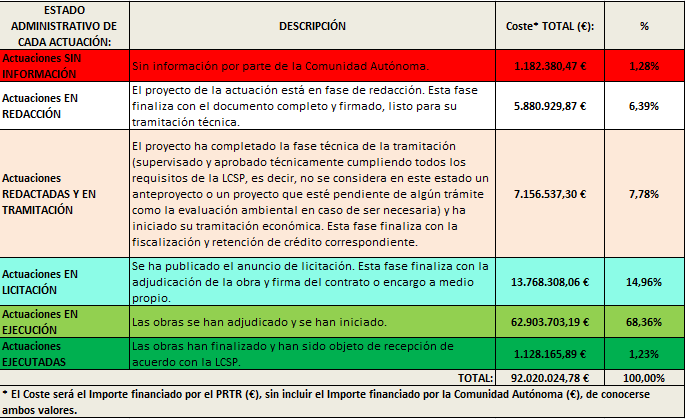 ESTADO
ADMINISTRATIVO DE
CADA ACTUACIÓN:
DESCRIPCIÓN
Coste* TOTAL (€):
%
Actuaciones SIN
INFORMACIÓN
Sin información por parte de la Comunidad Autónoma.
1.182.380,47 €
1,28%
Actuaciones EN
REDACCIÓN
El proyecto de la actuación está en fase de redacción. Esta fase
finaliza con el documento completo y firmado, listo para su
tramitación técnica.
5.880.929,87 €
6,39%
Actuaciones
REDACTADAS Y EN
TRAMITACIÓN
El proyecto ha completado la fase técnica de la tramitación
(supervisado y aprobado técnicamente cumpliendo todos los
requisitos de la LCSP, es decir, no se considera en este estado un
anteproyecto o un proyecto que esté pendiente de algún trámite
como la evaluación ambiental en caso de ser necesaria) y ha
iniciado su tramitación económica. Esta fase finaliza con la
fiscalización y retención de crédito correspondiente.
7.156.537,30 €
7,78%
Actuaciones EN
LICITACIÓN
Se ha publicado el anuncio de licitación. Esta fase finaliza con la
adjudicación de la obra y firma del contrato o encargo a medio
propio.
13.768.308,06 €
14,96%
Actuaciones EN
EJECUCIÓN
Las obras se han adjudicado y se han iniciado.
62.903.703,19 €
68,36%
Actuaciones
EJECUTADAS
Las obras han finalizado y han sido objeto de recepción de
acuerdo con la LCSP.
1.128.165,89 €
1,23%
TOTAL:
92.020.024,78 €
100,00%
* El Coste será el Importe financiado por el PRTR (€), sin incluir el Importe financiado por la Comunidad Autónoma (€), de conocerse
ambos valores.